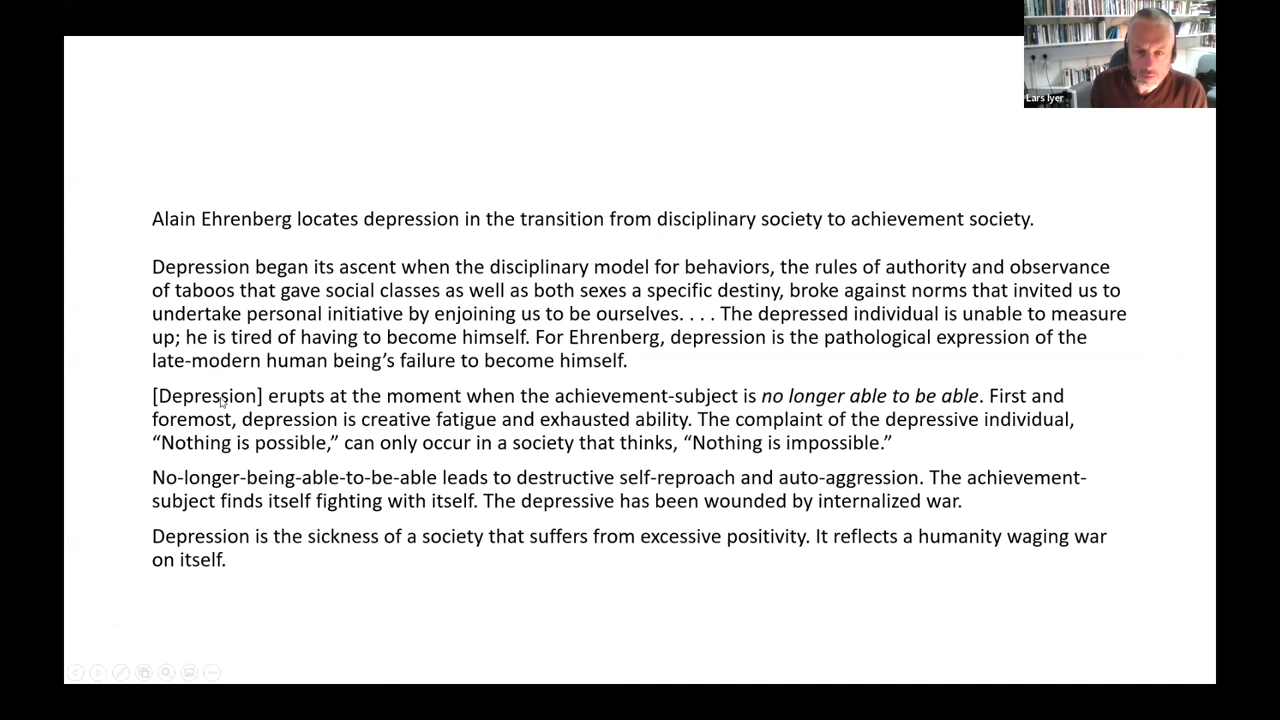 Lars Iyer
Alain Ehrenberg locates depression in the transition from disciplinary society to achievement society.
Depression began its ascent when the disciplinary model for behaviors, the rules of authority and observance
of taboos that gave social classes as well as both sexes a specific destiny, broke against norms that invited us to
undertake personal initiative by enjoining us to be ourselves. . . . The depressed individual is unable to measure
up; he is tired of having to become himself. For Ehrenberg, depression is the pathological expression of the
late-modern human being’s failure to become himself.
[Depression] erupts at the moment when the achievement-subject is no longer able to be able. First and
foremost, depression is creative fatigue and exhausted ability. The complaint of the depressive individual,
“Nothing is possible,” can only occur in a society that thinks, “Nothing is impossible.”
No-longer-being-able-to-be-able leads to destructive self-reproach and auto-aggression. The achievement-
subject finds itself fighting with itself. The depressive has been wounded by internalized war.
Depression is the sickness of a society that suffers from excessive positivity. It reflects a humanity waging war
on itself.